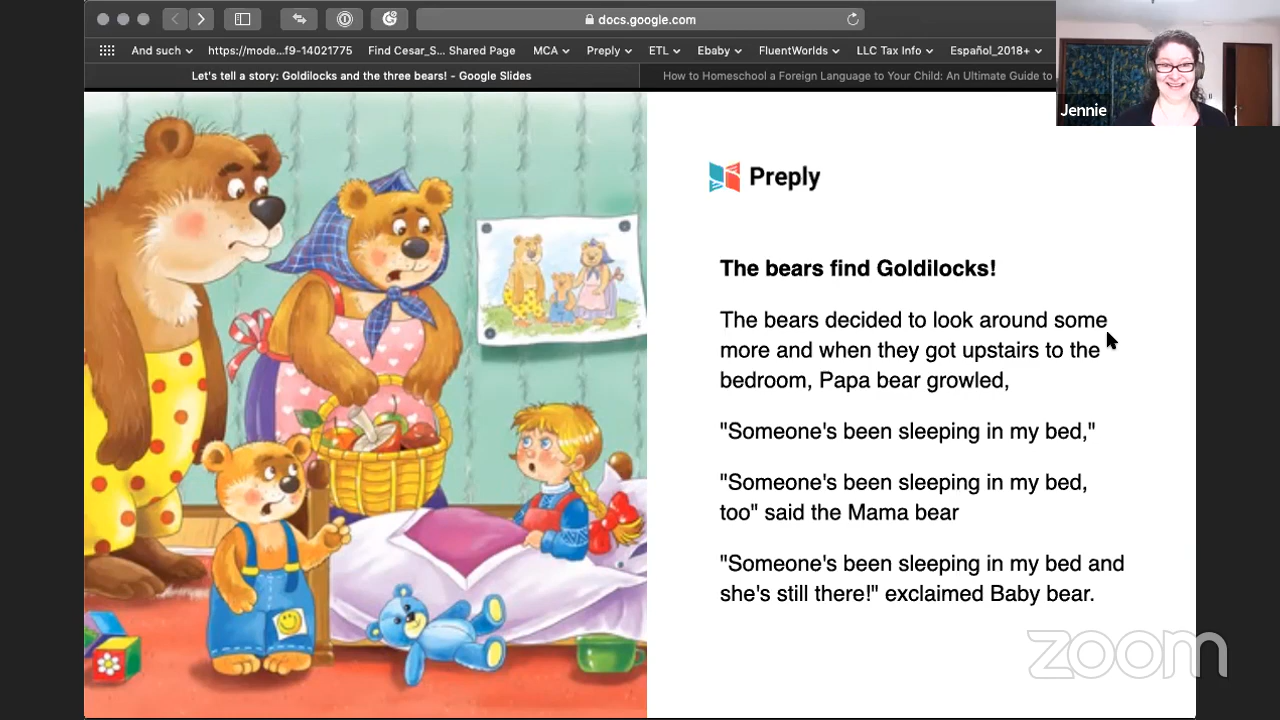 docs.google.com
And such
https://mode...f9-14021775
Find Cesar_S... Shared Page
MCA
Preply
ETL
Ebaby
FluentWorlds
LLC Tax Info
Español_2018+
Let's tell a story: Goldilocks and the three bears! - Google Slides
How to Homeschool a Foreign Language to Your Child: An Ultimate Guide to
Jennie
Preply
The bears find Goldilocks!
The bears decided to look around some
more and when they got upstairs to the
bedroom, Papa bear growled,
"Someone's been sleeping in my bed,"
"Someone's been sleeping in my bed,
too" said the Mama bear
"Someone's been sleeping in my bed and
she's still there!" exclaimed Baby bear.
zoom